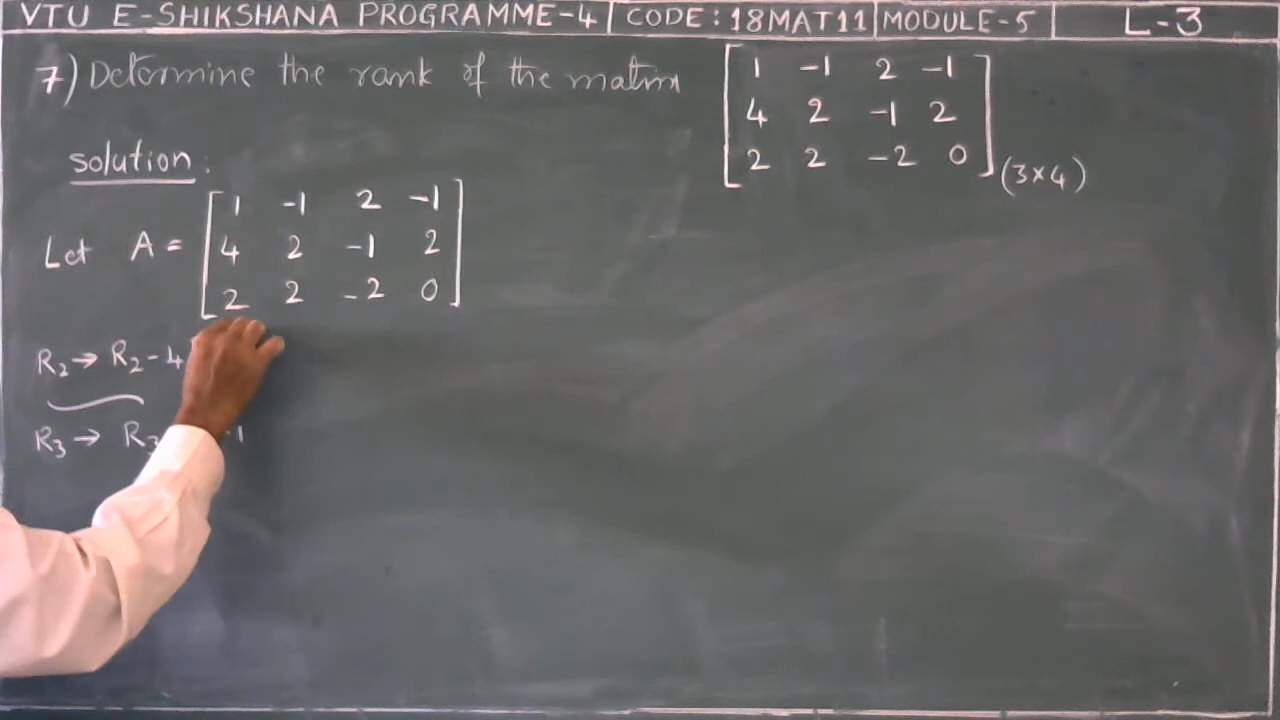 VTU E-SHIKSHANA PROGRAMME-4 CODE:18MAT11 MODULE-5 L-3
7) Determine the rank of the matrix
1 -1 2 -1
4 2 -1 2
2 2 -2 0
(3×4)
solution:
Let A =
1 -1 2 -1
4 2 -1 2
2 2 -2 0
R2 → R2 - 4
R3 → R3